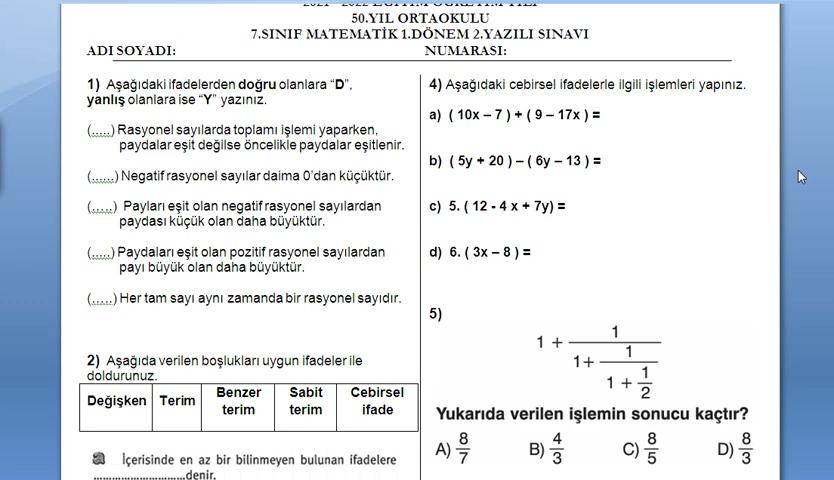 2021 - 2022 EĞİTİM ÖĞRETİM YILI
50.YIL ORTAOKULU
7.SINIF MATEMATİK 1.DÖNEM 2.YAZILI SINAVI
ADI SOYADI: NUMARASI:
1) Aşağıdaki ifadelerden doğru olanlara “D”,
yanlış olanlara ise “Y” yazınız.
(.....) Rasyonel sayılarda toplamı işlemi yaparken,
paydalar eşit değilse öncelikle paydalar eşitlenir.
(......) Negatif rasyonel sayılar daima 0’dan küçüktür.
(.....) Payları eşit olan negatif rasyonel sayılardan
paydası küçük olan daha büyüktür.
(.....) Paydaları eşit olan pozitif rasyonel sayılardan
payı büyük olan daha büyüktür.
(.....) Her tam sayı aynı zamanda bir rasyonel sayıdır.
2) Aşağıda verilen boşlukları uygun ifadeler ile
doldurunuz.
Değişken Terim Benzer terim Sabit terim Cebirsel ifade
a İçerisinde en az bir bilinmeyen bulunan ifadelere
..............................denir.
4) Aşağıdaki cebirsel ifadelerle ilgili işlemleri yapınız.
a) ( 10x – 7 ) + ( 9 – 17x ) =
b) ( 5y + 20 ) – ( 6y – 13 ) =
c) 5. ( 12 - 4 x + 7y) =
d) 6. ( 3x – 8 ) =
5)
1 + 1
1+ 1
1 + 1
2
Yukarıda verilen işlemin sonucu kaçtır?
A) 8/7 B) 4/3 C) 8/5 D) 8/3